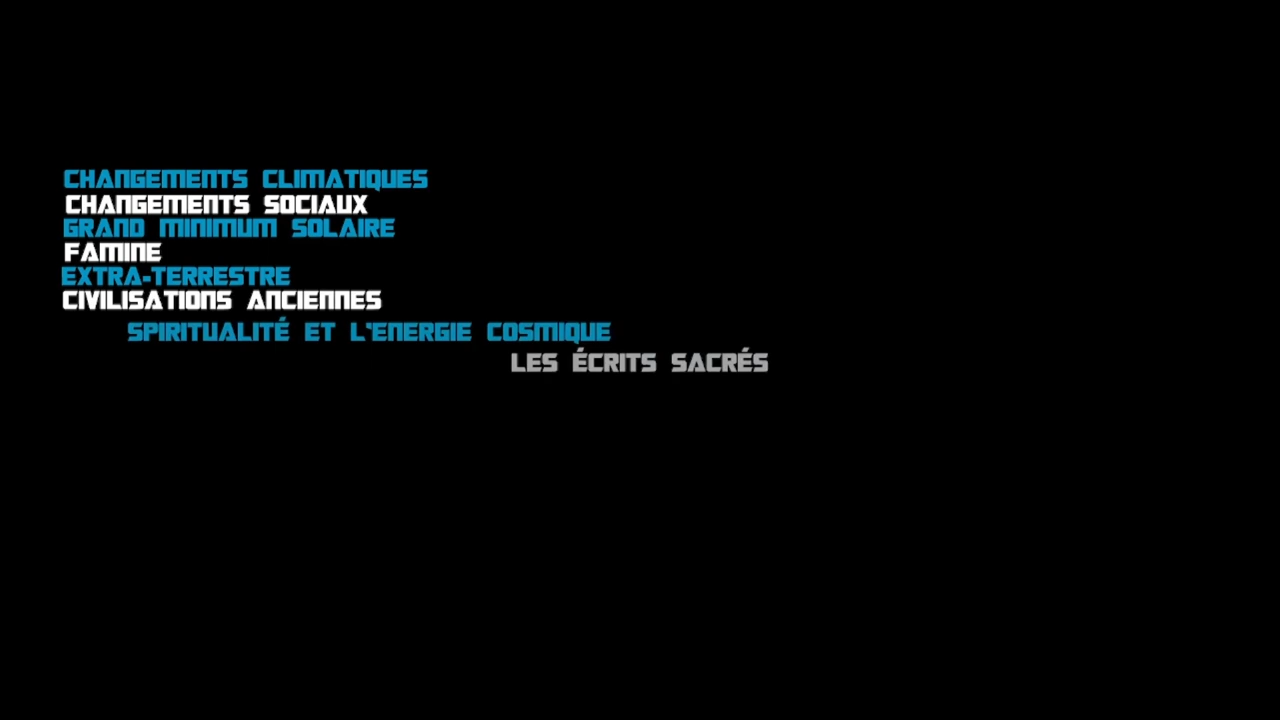 CHANGEMENTS CLIMATIQUES
CHANGEMENTS SOCIAUX
GRAND MINIMUM SOLAIRE
FAMINE
EXTRA-TERRESTRE
CIVILISATIONS ANCIENNES
SPIRITUALITÉ ET L'ENERGIE COSMIQUE
LES ÉCRITS SACRÉS